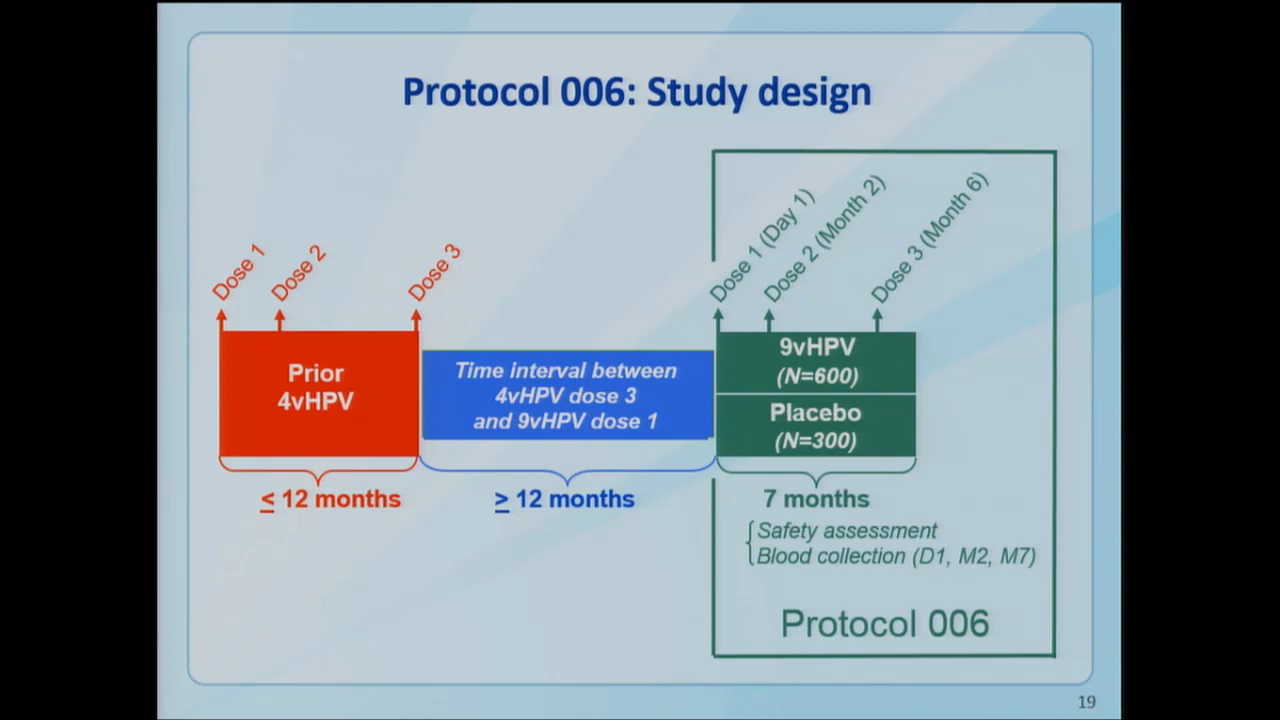 Protocol 006: Study design
Dose 1
Dose 2
Dose 3
Dose 1 (Day 1)
Dose 2 (Month 2)
Dose 3 (Month 6)
Prior
4vHPV
Time interval between
4vHPV dose 3
and 9vHPV dose 1
9vHPV
(N=600)
Placebo
(N=300)
≤ 12 months
≥ 12 months
7 months
Safety assessment
Blood collection (D1, M2, M7)
Protocol 006
19